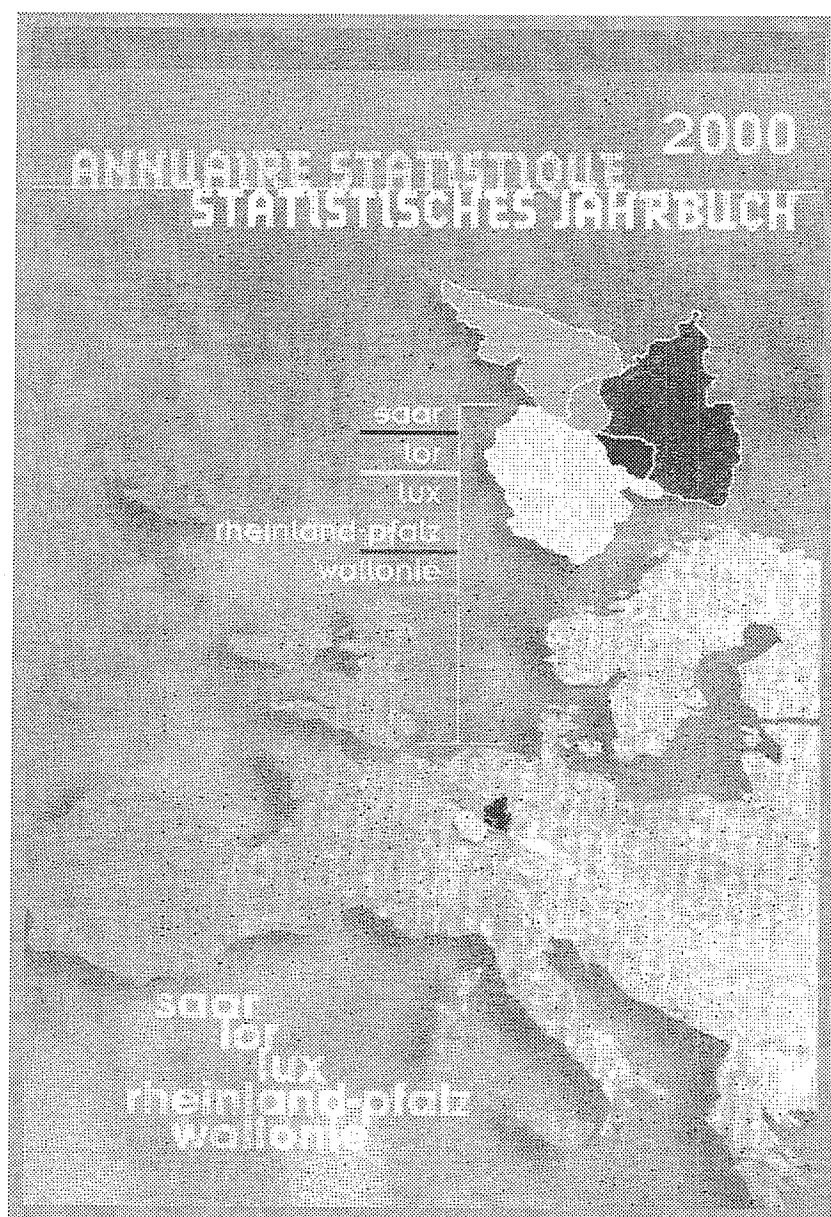 2000
ANNUAIRE STATISTIQUE
STATISTISCHES JAHRBUCH
saar
lor
lux
rheinland-pfalz
wallonie
saar
lor
lux
rheinland-pfalz
wallonie